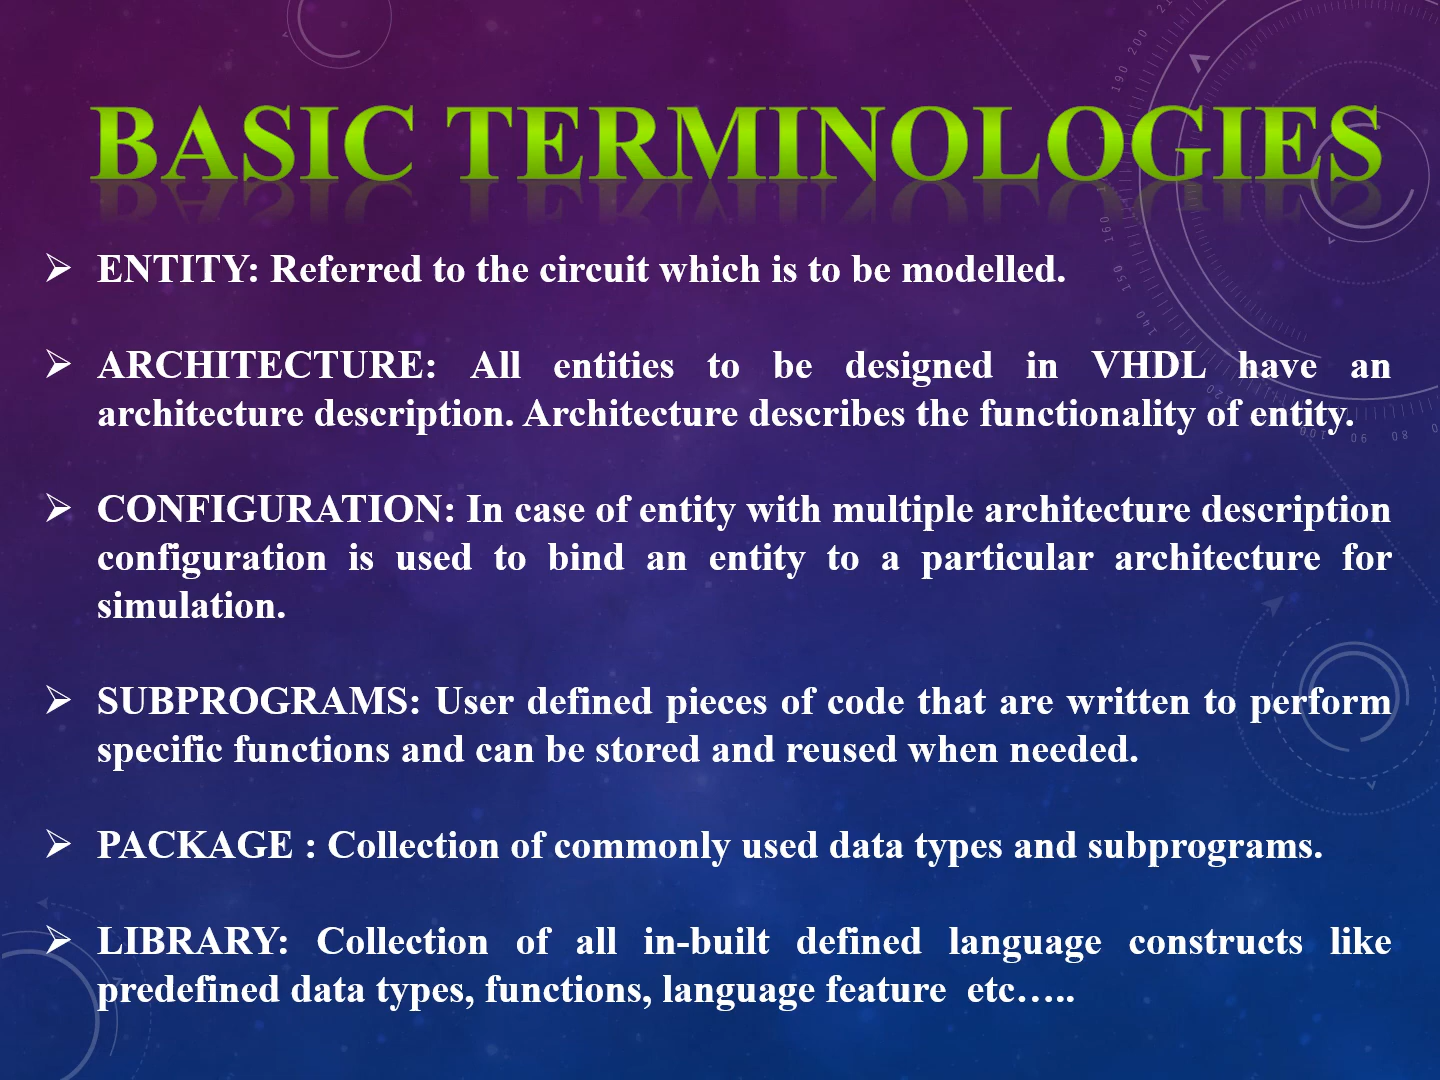 BASIC TERMINOLOGIES
➢ ENTITY: Referred to the circuit which is to be modelled.
➢ ARCHITECTURE: All entities to be designed in VHDL have an
architecture description. Architecture describes the functionality of entity.
➢ CONFIGURATION: In case of entity with multiple architecture description
configuration is used to bind an entity to a particular architecture for
simulation.
➢ SUBPROGRAMS: User defined pieces of code that are written to perform
specific functions and can be stored and reused when needed.
➢ PACKAGE : Collection of commonly used data types and subprograms.
➢ LIBRARY: Collection of all in-built defined language constructs like
predefined data types, functions, language feature  etc…..